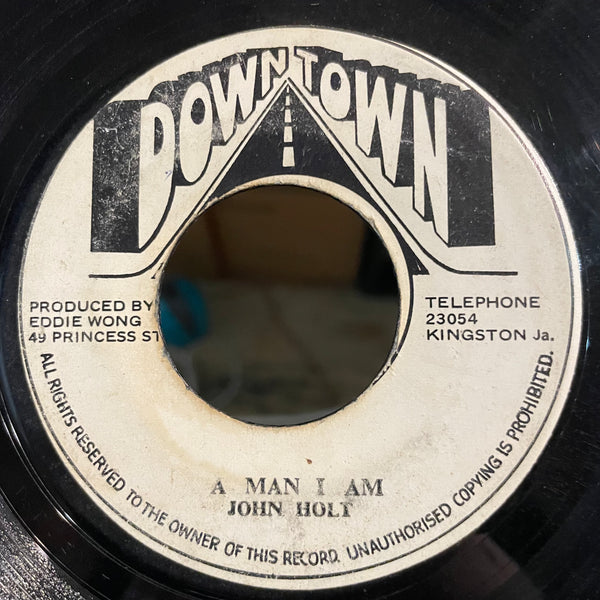 DOWNTOWN
PRODUCED BY
EDDIE WONG
49 PRINCESS ST
TELEPHONE
23054
KINGSTON Ja.
A MAN I AM
JOHN HOLT
ALL RIGHTS RESERVED TO THE OWNER OF THIS RECORD. UNAUTHORISED COPYING IS PROHIBITED.